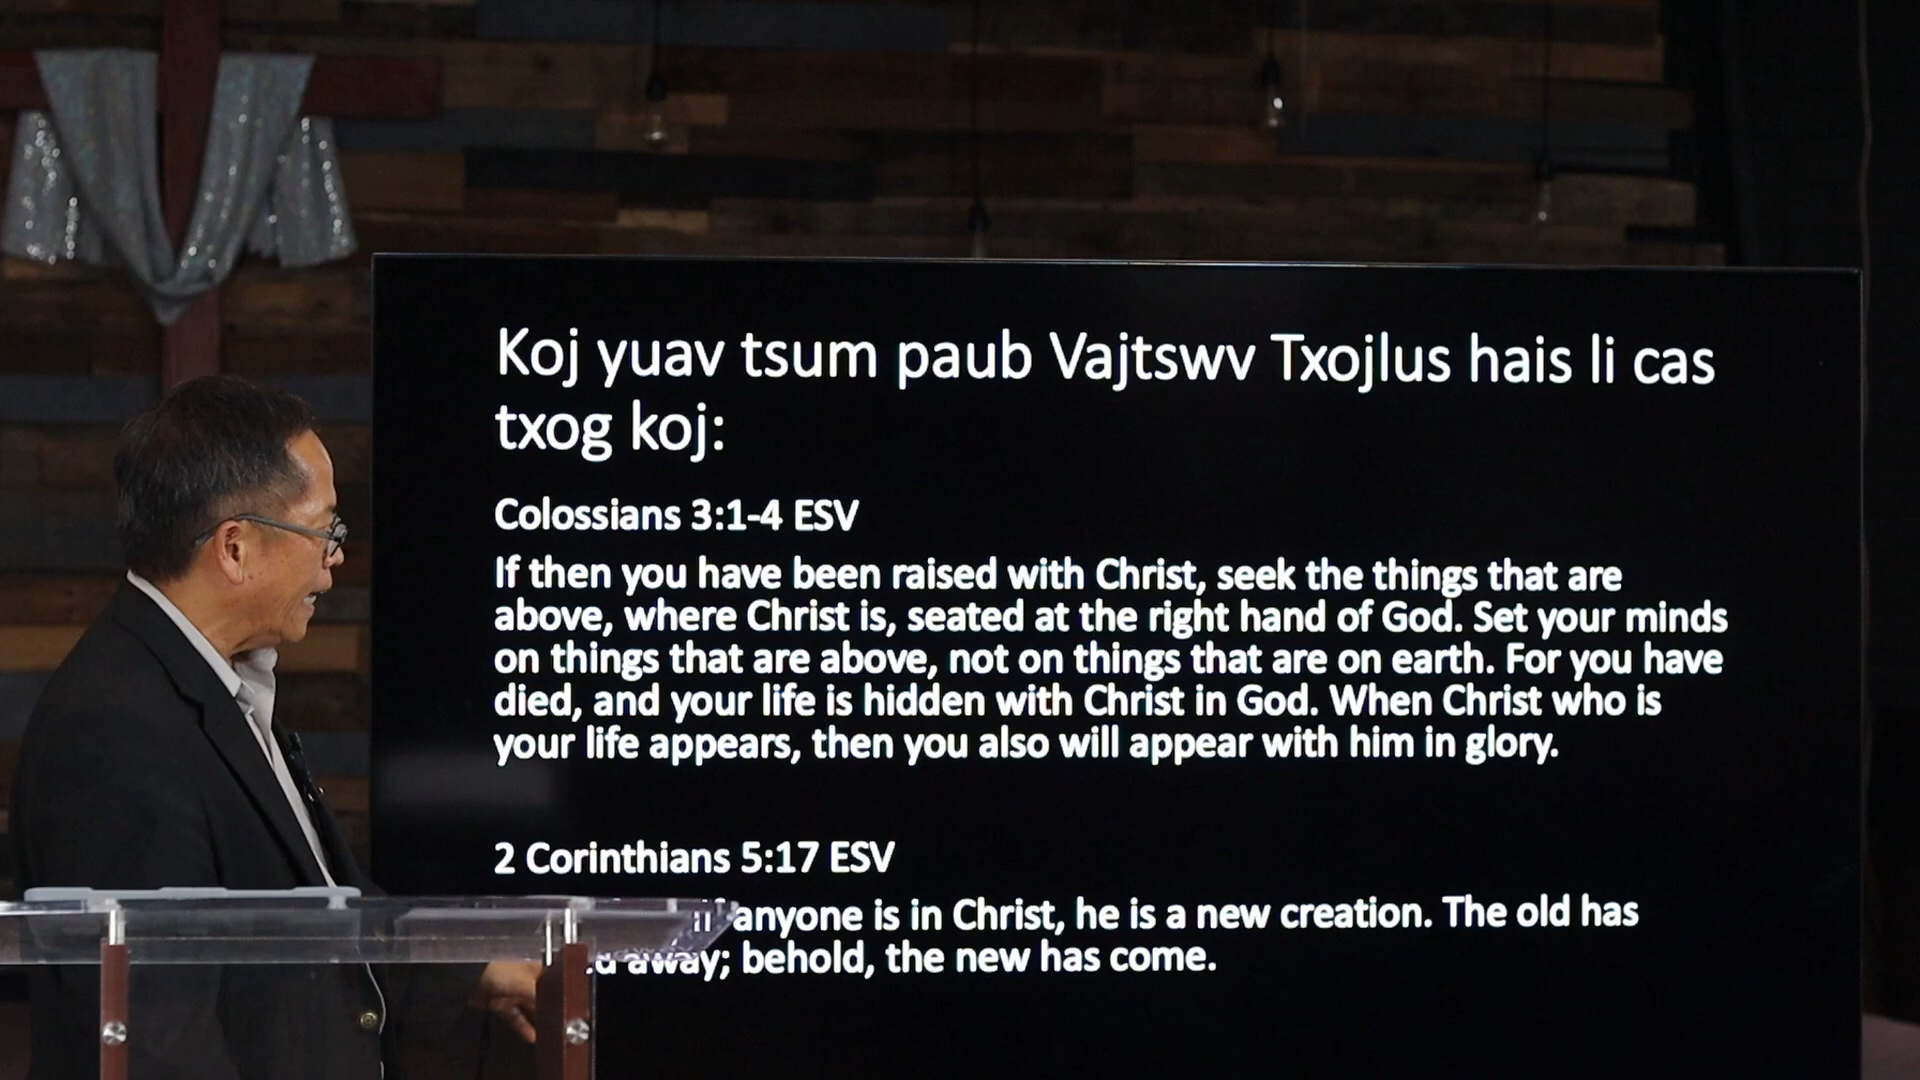 Koj yuav tsum paub Vajtswv Txojlus hais li cas
txog koj:
Colossians 3:1-4 ESV
If then you have been raised with Christ, seek the things that are
above, where Christ is, seated at the right hand of God. Set your minds
on things that are above, not on things that are on earth. For you have
died, and your life is hidden with Christ in God. When Christ who is
your life appears, then you also will appear with him in glory.
2 Corinthians 5:17 ESV
if anyone is in Christ, he is a new creation. The old has
away; behold, the new has come.